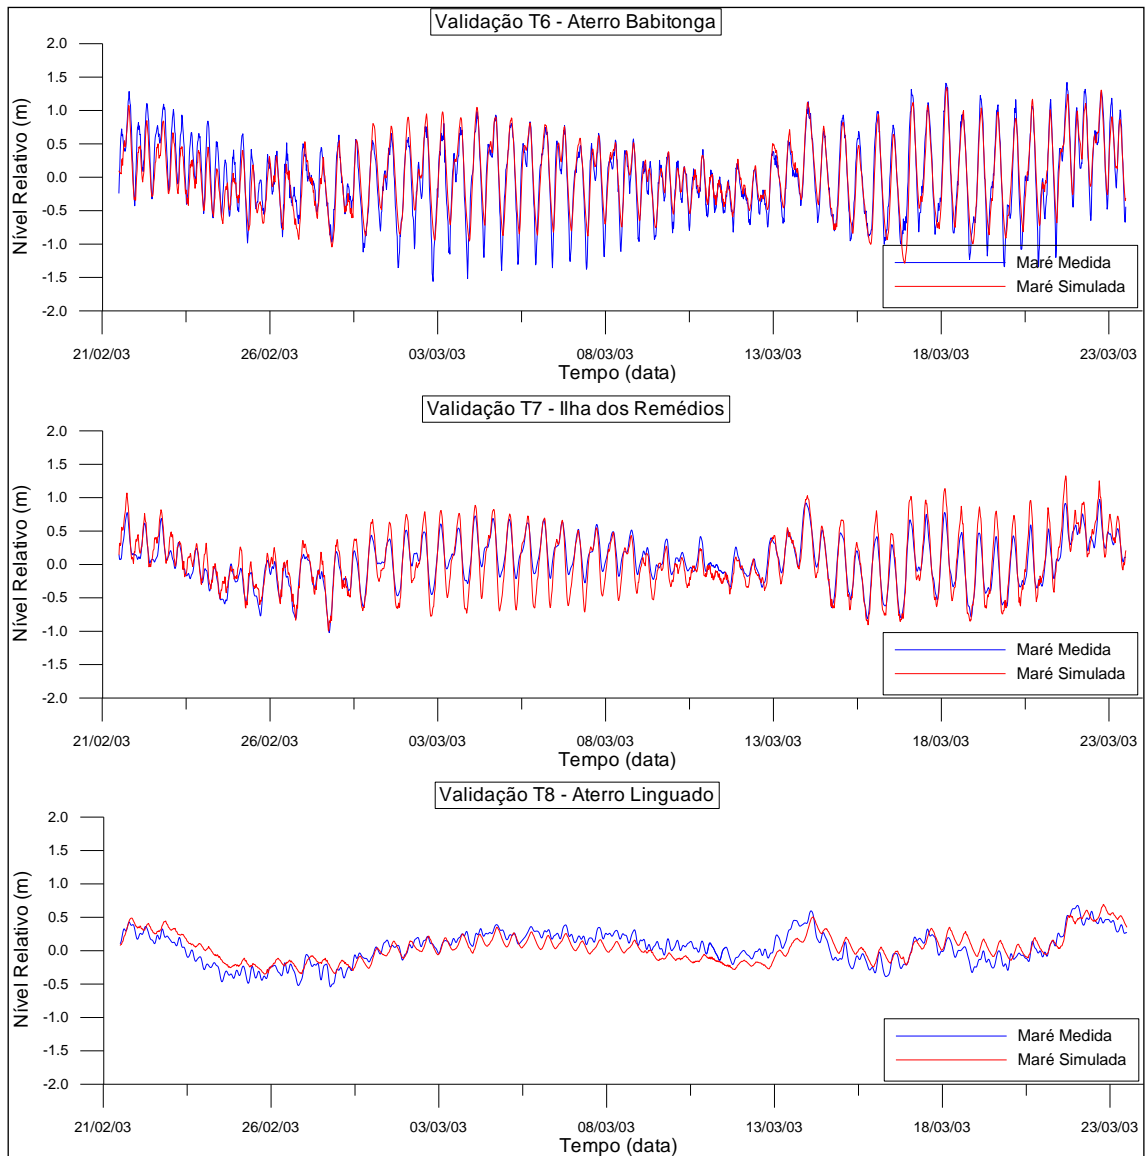 Validação T6 - Aterro Babitonga
Nível Relativo (m)
2.0
1.5
1.0
0.5
0.0
-0.5
-1.0
-1.5
-2.0
Maré Medida
Maré Simulada
21/02/03 26/02/03 03/03/03 08/03/03 13/03/03 18/03/03 23/03/03
Tempo (data)
Validação T7 - Ilha dos Remédios
Nível Relativo (m)
2.0
1.5
1.0
0.5
0.0
-0.5
-1.0
-1.5
-2.0
Maré Medida
Maré Simulada
21/02/03 26/02/03 03/03/03 08/03/03 13/03/03 18/03/03 23/03/03
Tempo (data)
Validação T8 - Aterro Linguado
Nível Relativo (m)
2.0
1.5
1.0
0.5
0.0
-0.5
-1.0
-1.5
-2.0
Maré Medida
Maré Simulada
21/02/03 26/02/03 03/03/03 08/03/03 13/03/03 18/03/03 23/03/03
Tempo (data)